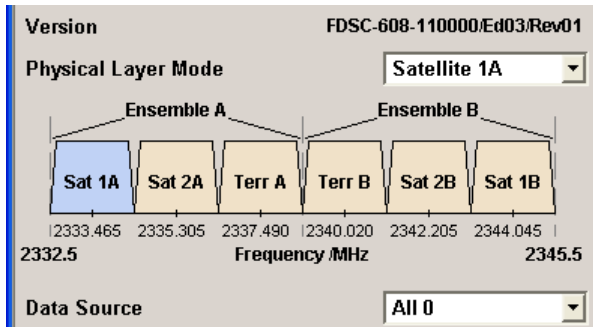 Version FDSC-608-110000/Ed03/Rev01
Physical Layer Mode Satellite 1A
Ensemble A Ensemble B
Sat 1A Sat 2A Terr A Terr B Sat 2B Sat 1B
2333.465 2335.305 2337.490 2340.020 2342.205 2344.045
2332.5 Frequency /MHz 2345.5
Data Source All 0